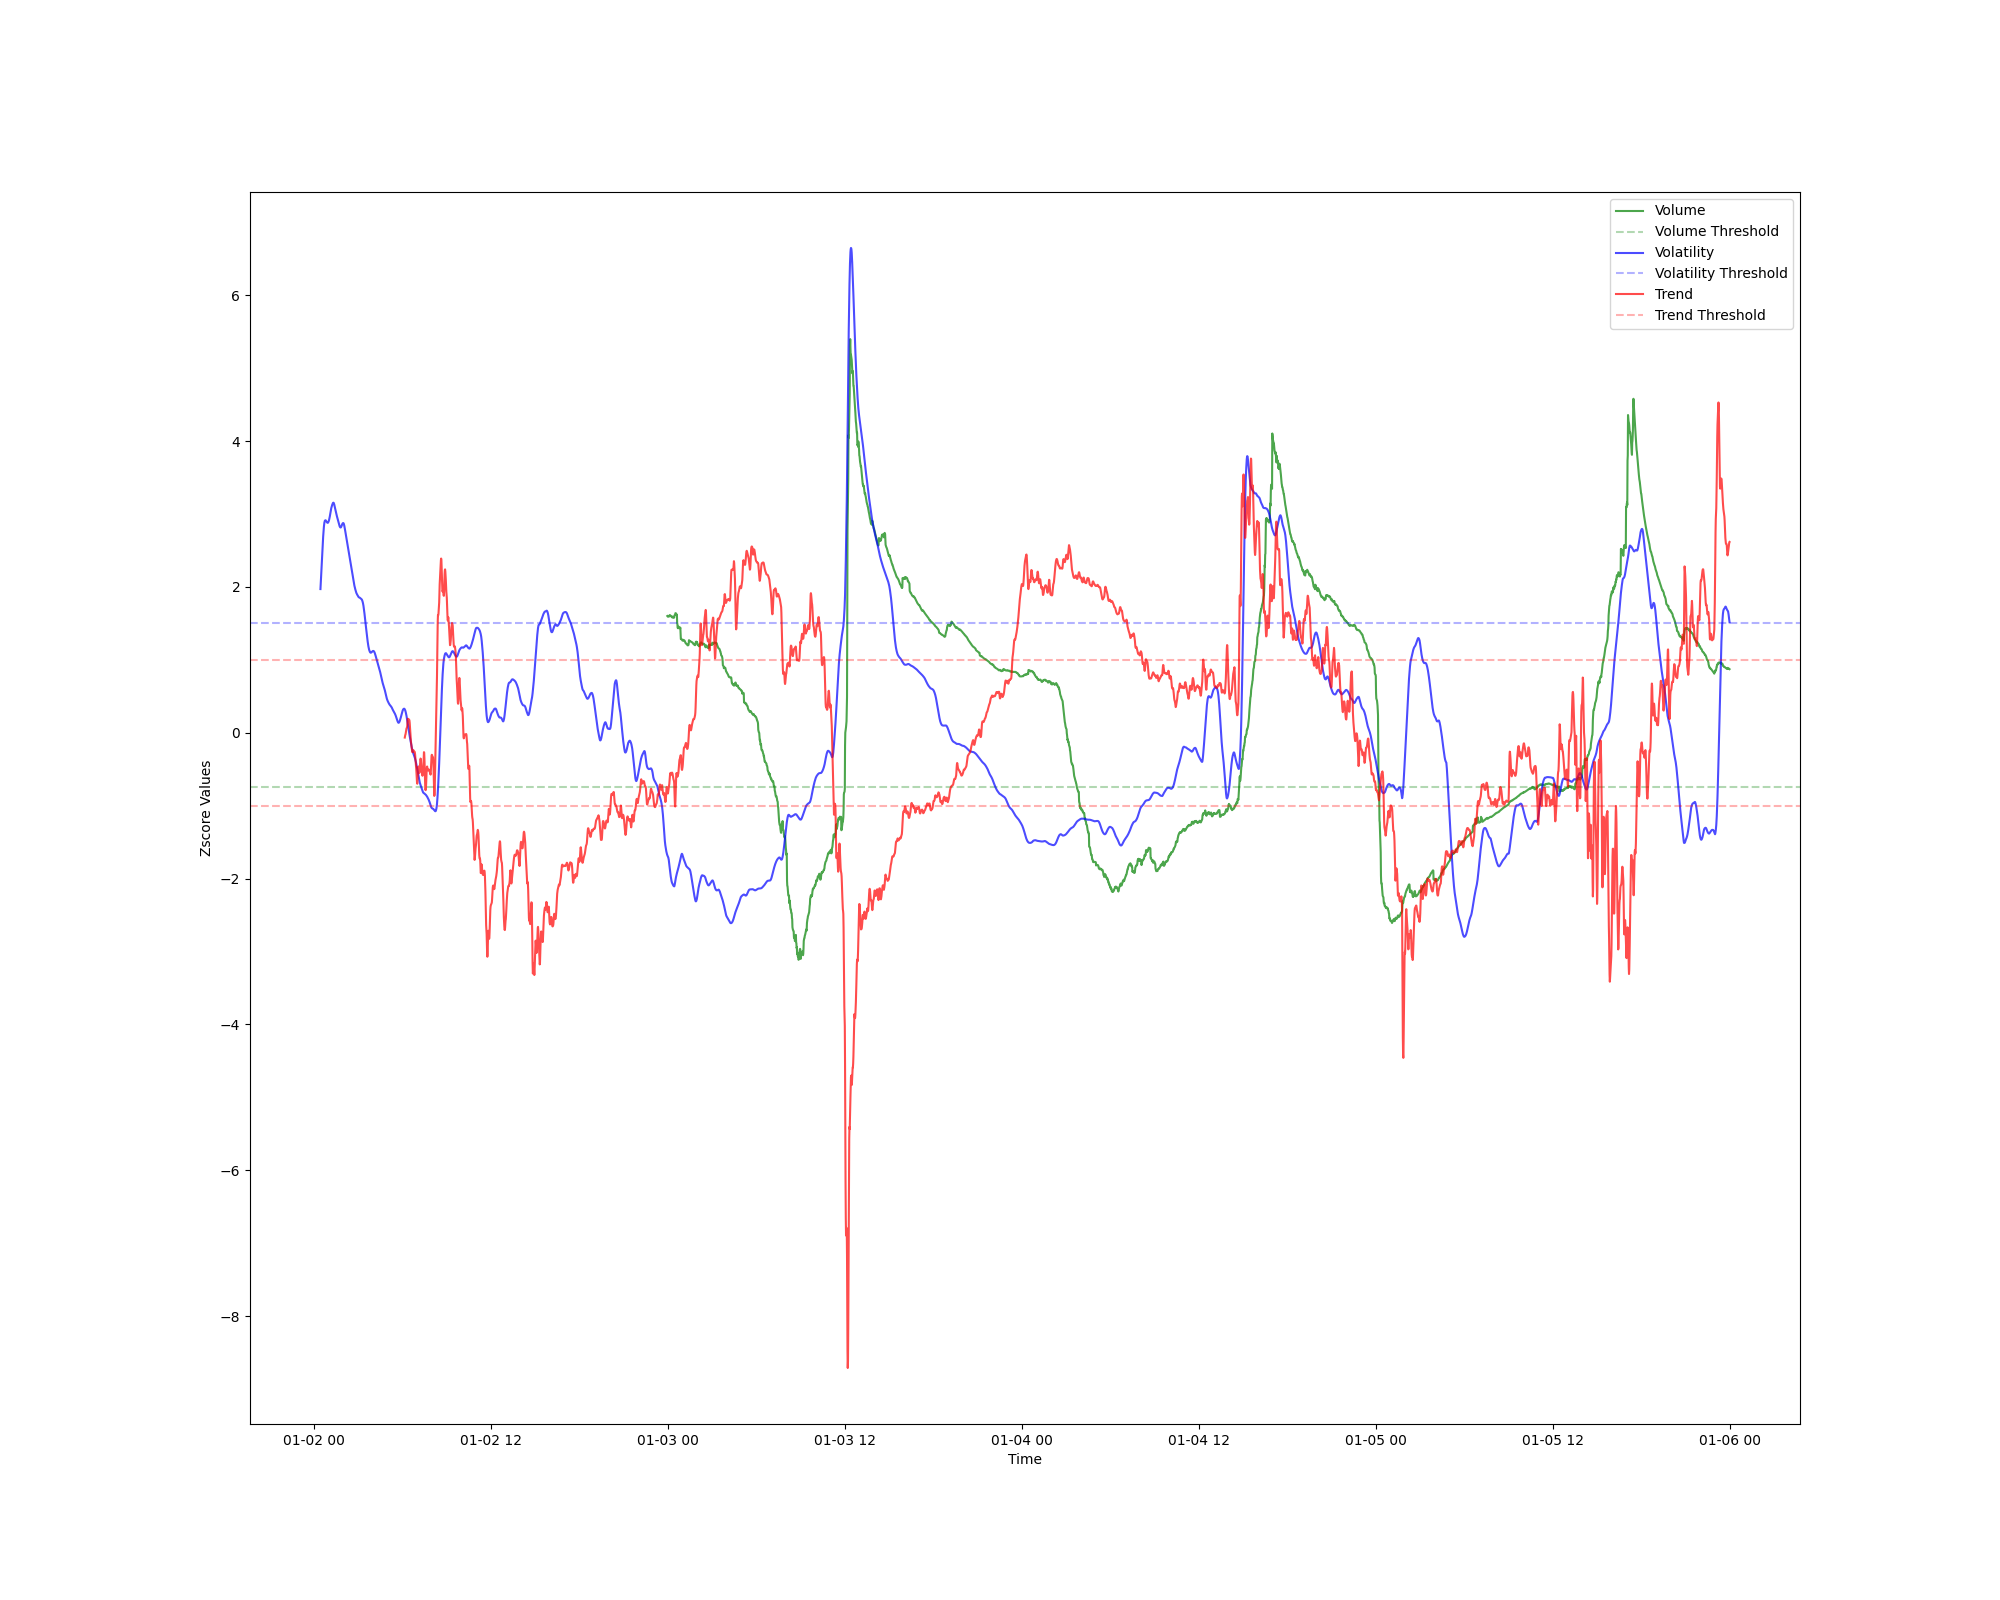 Volume
Volume Threshold
Volatility
Volatility Threshold
Trend
Trend Threshold
6
4
2
0
−2
−4
−6
−8
Zscore Values
01-02 00
01-02 12
01-03 00
01-03 12
01-04 00
01-04 12
01-05 00
01-05 12
01-06 00
Time